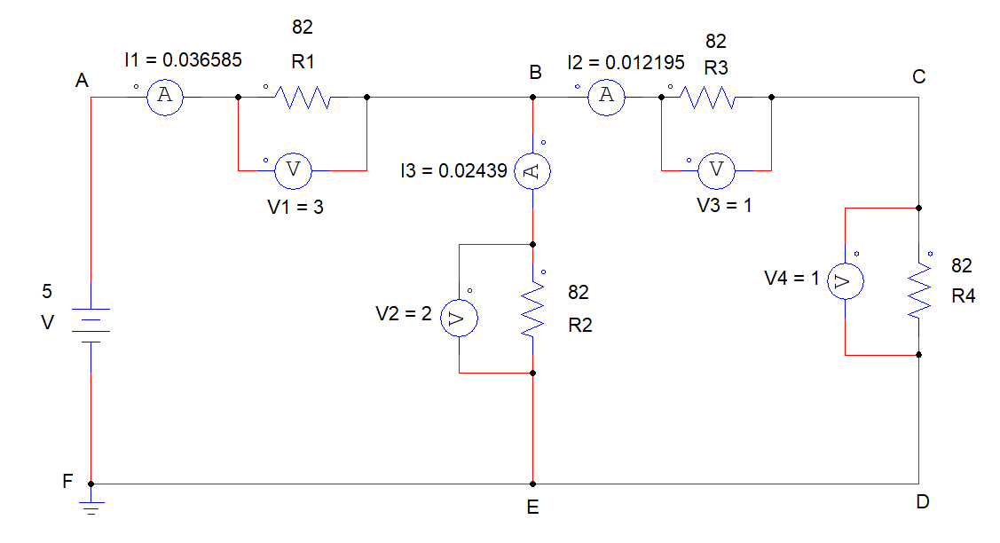 82
I1 = 0.036585
R1
A
A
B
I2 = 0.012195
82
R3
A
C
V
V1 = 3
I3 = 0.02439
A
V
V3 = 1
5
V
V2 = 2
V
82
R2
V4 = 1
V
82
R4
F
E
D